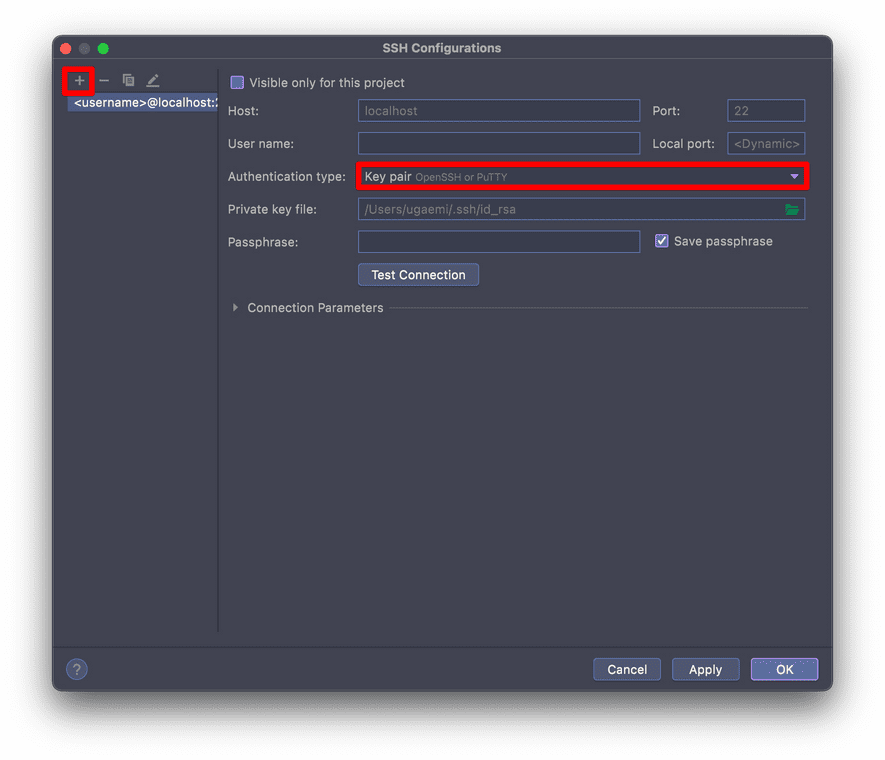 SSH Configurations
<username>@localhost:2
Visible only for this project
Host: localhost Port: 22
User name: Local port: <Dynamic>
Authentication type: Key pair OpenSSH or PuTTY
Private key file: /Users/ugaemi/.ssh/id_rsa
Passphrase: Save passphrase
Test Connection
Connection Parameters
? Cancel Apply OK